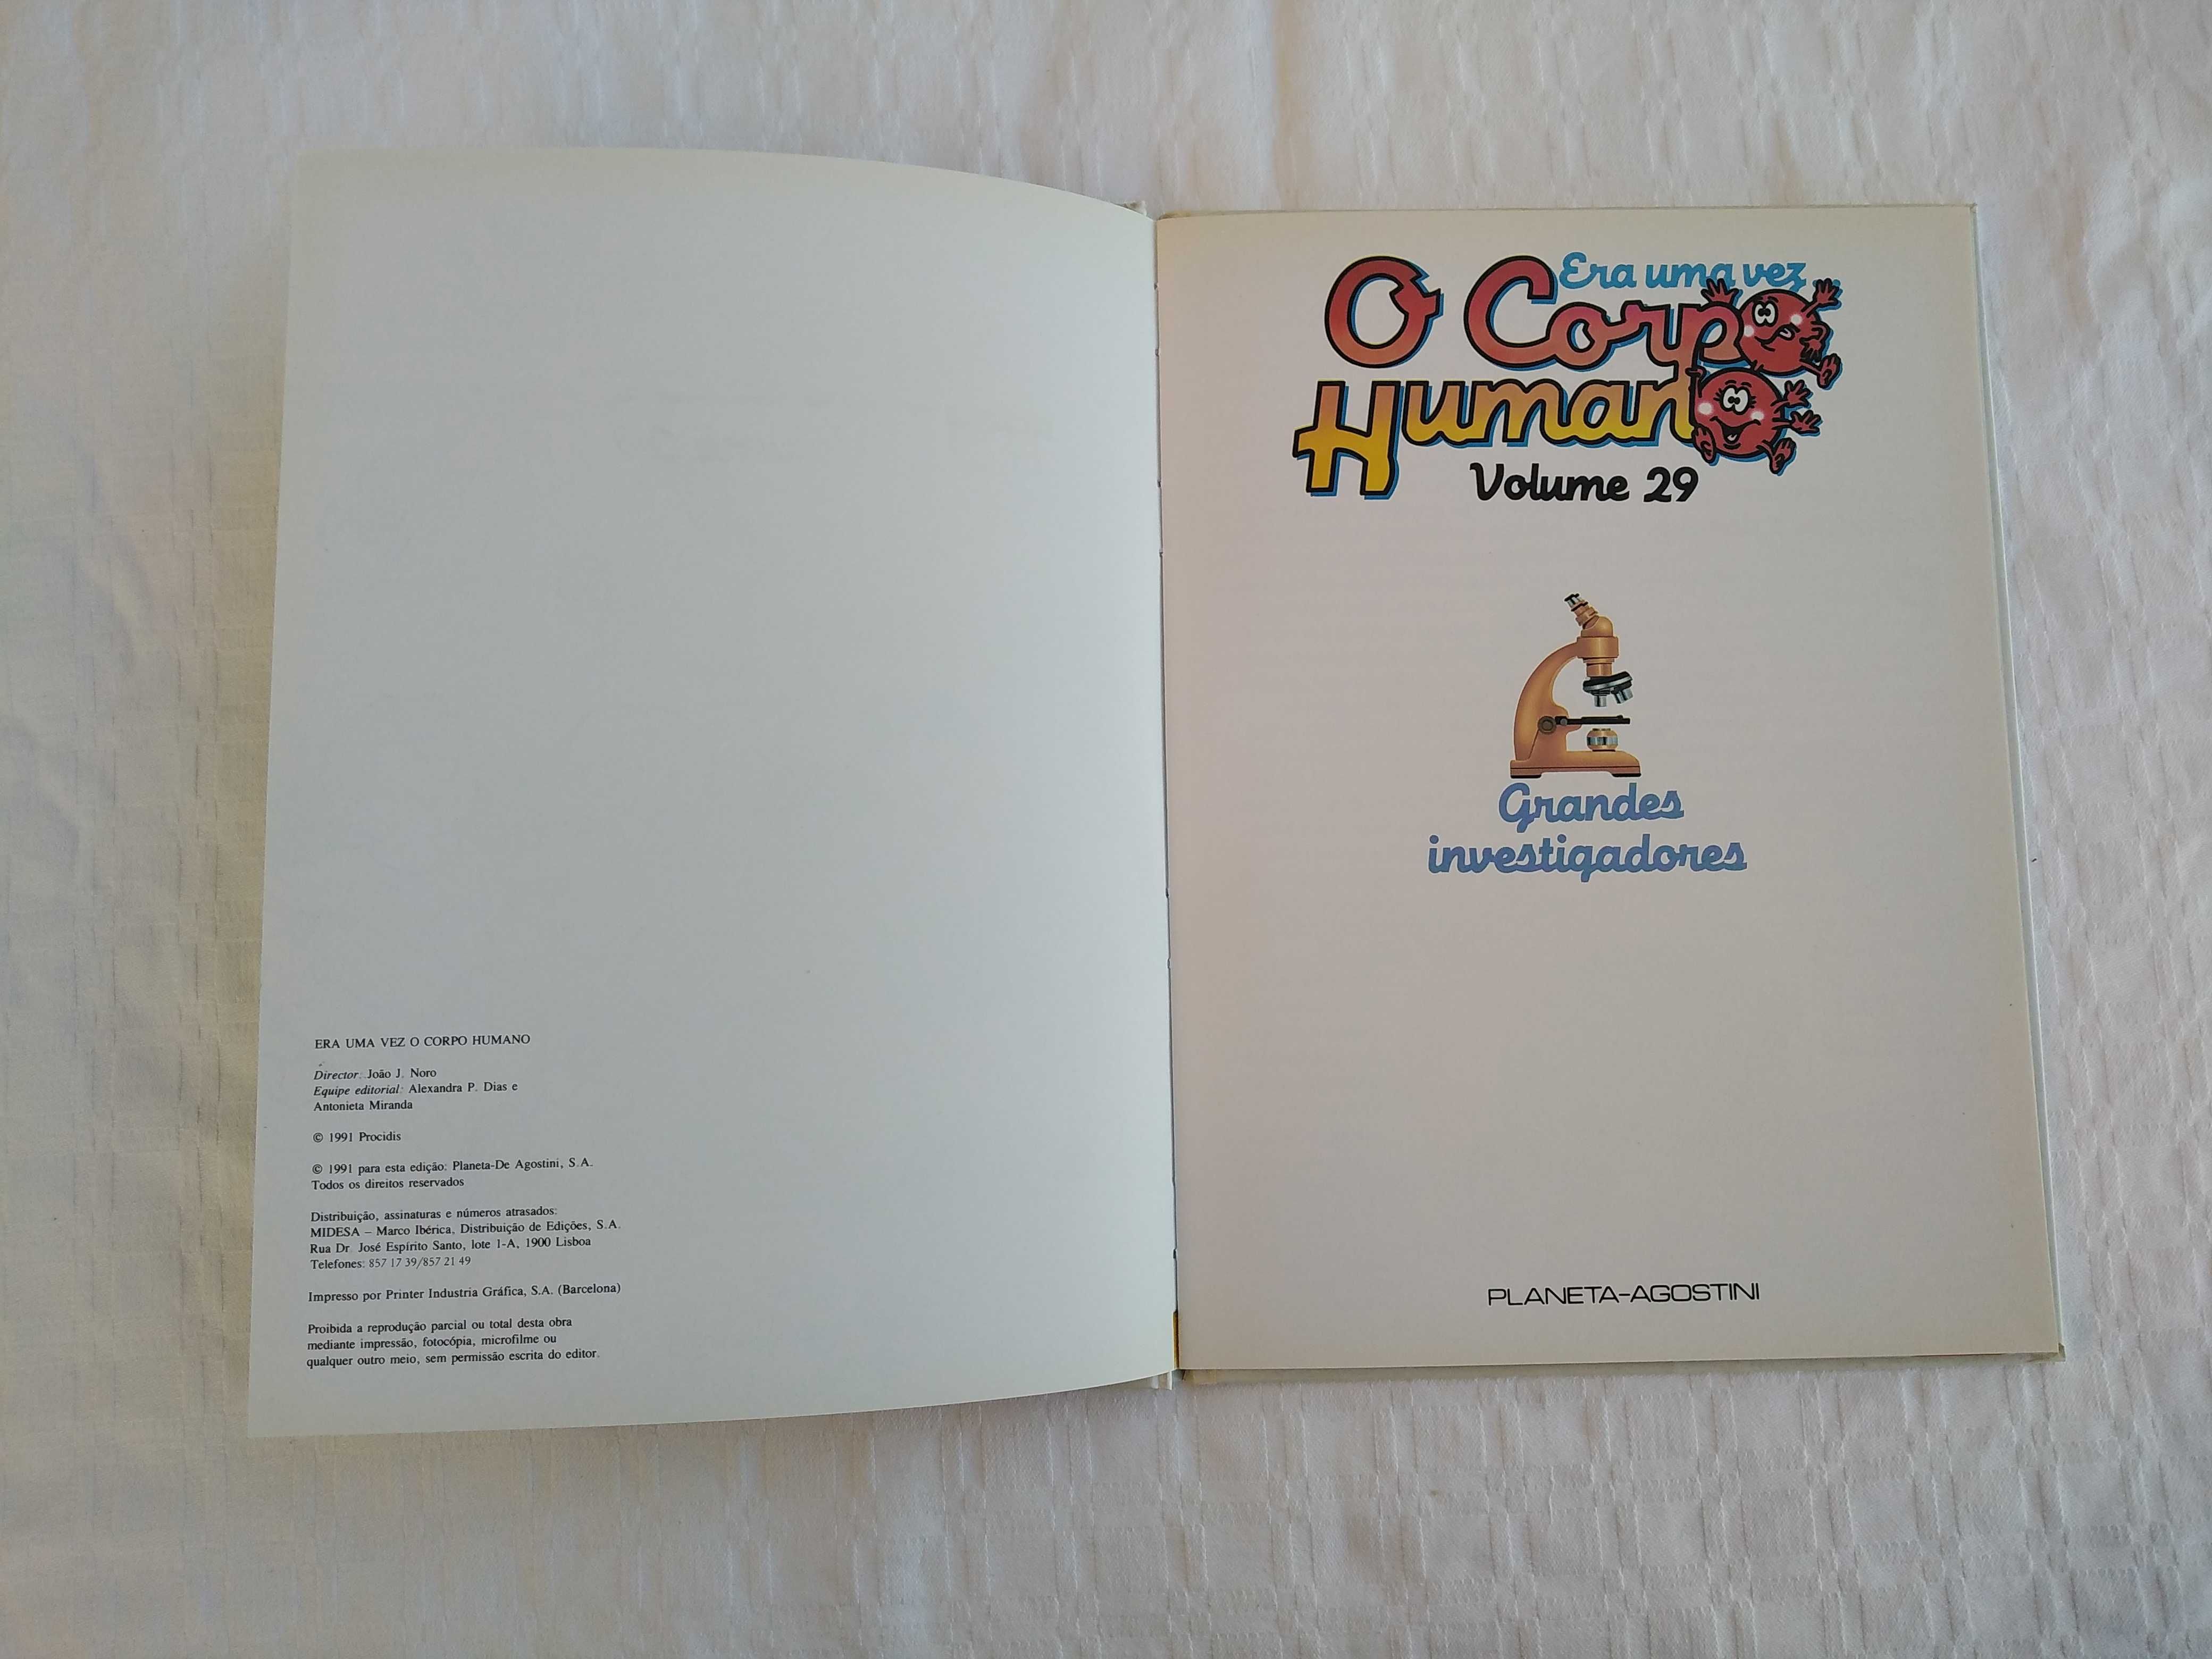 ERA UMA VEZ O CORPO HUMANO
Director: João J. Noro
Equipe editorial: Alexandra P. Dias e
Antonieta Miranda
© 1991 Procidis
© 1991 para esta edição: Planeta-De Agostini, S.A.
Todos os direitos reservados
Distribuição, assinaturas e números atrasados:
MIDESA – Marco Ibérica, Distribuição de Edições, S.A.
Rua Dr. José Espírito Santo, lote 1-A, 1900 Lisboa
Telefones: 857 17 39/857 21 49
Impresso por Printer Industria Gráfica, S.A. (Barcelona)
Proibida a reprodução parcial ou total desta obra
mediante impressão, fotocópia, microfilme ou
qualquer outro meio, sem permissão escrita do editor.
Era uma vez...
O Corpo
Humano
Volume 29
Grandes
investigadores
PLANETA-AGOSTINI